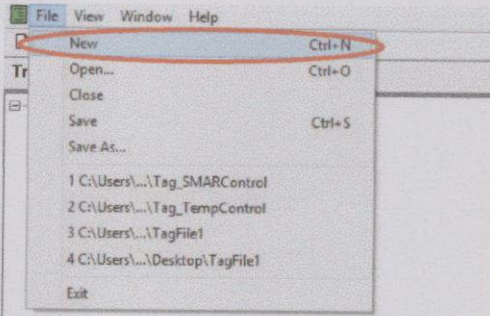 File View Window Help
New Ctrl+N
Tr
Open... Ctrl+O
Close
Save Ctrl+S
Save As...
1 C:\Users\...\Tag_SMARControl
2 C:\Users\...\Tag_TempControl
3 C:\Users\...\TagFile1
4 C:\Users\...\Desktop\TagFile1
Exit